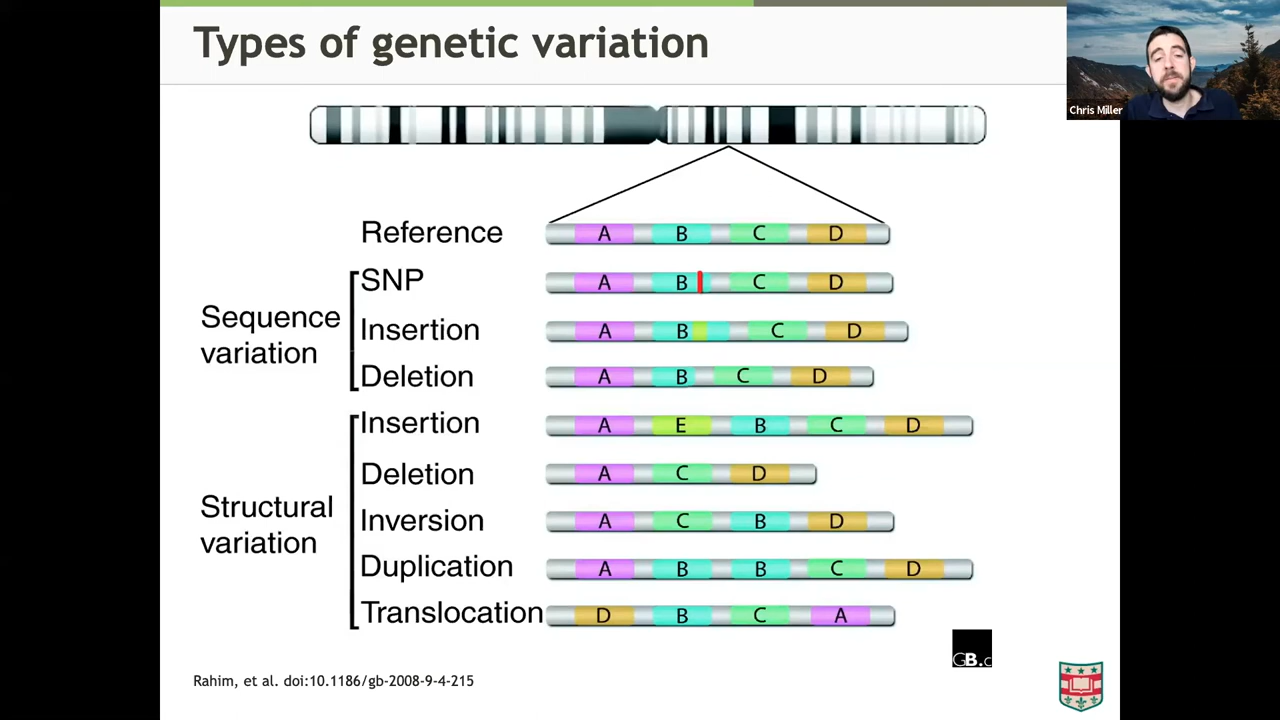 Types of genetic variation
Chris Miller
Reference
A B C D
SNP
A B C D
Sequence
variation
Insertion
A B C D
Deletion
A B C D
Insertion
A E B C D
Deletion
A C D
Structural
variation
Inversion
A C B D
Duplication
A B B C D
Translocation
D B C A
GB.c
Rahim, et al. doi:10.1186/gb-2008-9-4-215